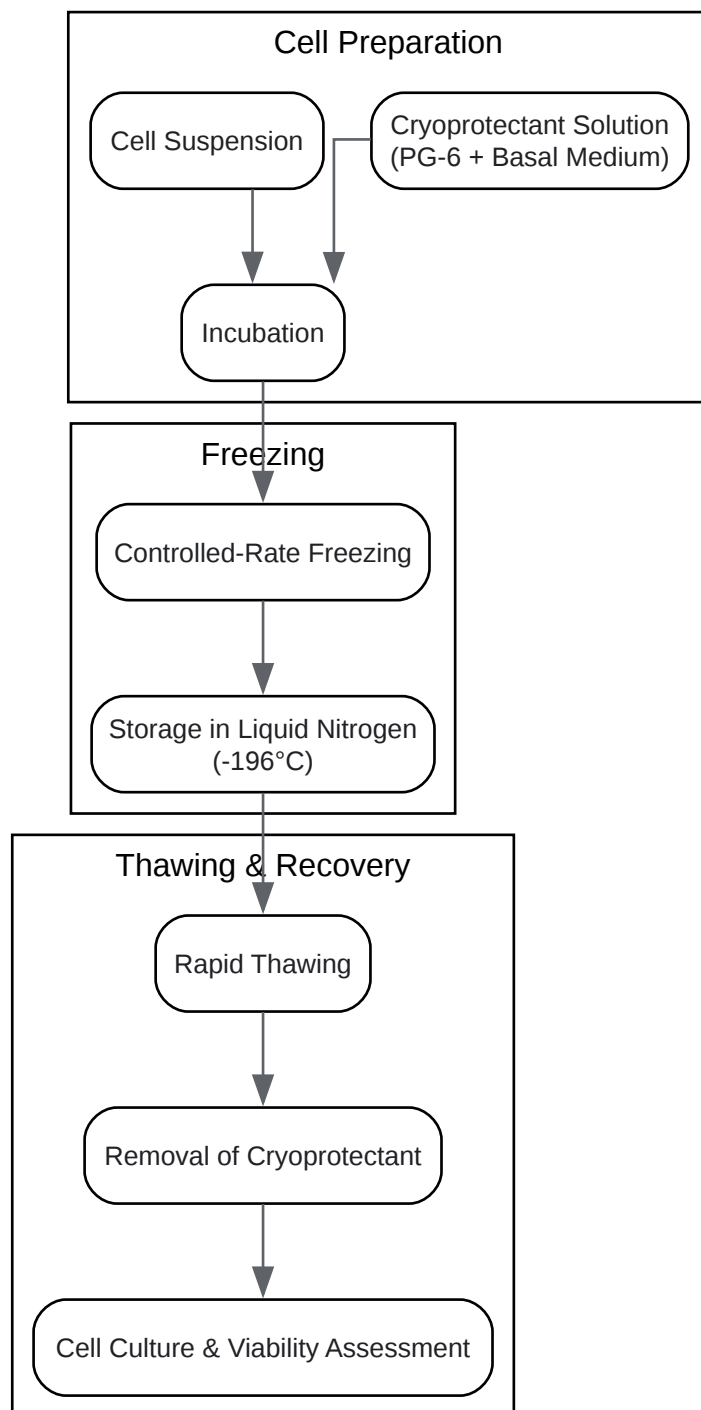 Cell Preparation
Cell Suspension
Cryoprotectant Solution
(PG-6 + Basal Medium)
Incubation
Freezing
Controlled-Rate Freezing
Storage in Liquid Nitrogen
(-196°C)
Thawing & Recovery
Rapid Thawing
Removal of Cryoprotectant
Cell Culture & Viability Assessment